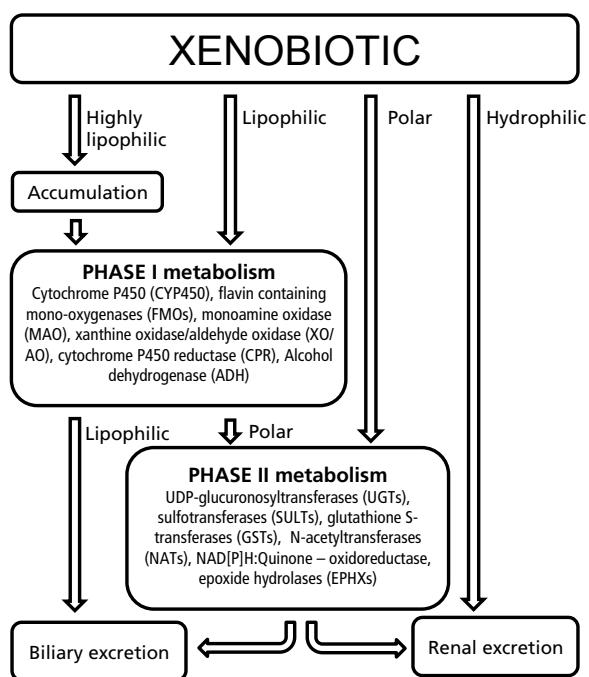 XENOBIOTIC
Highly
lipophilic
Lipophilic
Polar
Hydrophilic
Accumulation
PHASE I metabolism
Cytochrome P450 (CYP450), flavin containing
mono-oxygenases (FMOs), monoamine oxidase
(MAO), xanthine oxidase/aldehyde oxidase (XO/
AO), cytochrome P450 reductase (CPR), Alcohol
dehydrogenase (ADH)
Lipophilic
Polar
PHASE II metabolism
UDP-glucuronosyltransferases (UGTs),
sulfotransferases (SULTs), glutathione S-
transferases (GSTs), N-acetyltransferases
(NATs), NAD[P]H:Quinone – oxidoreductase,
epoxide hydrolases (EPHXs)
Biliary excretion
Renal excretion